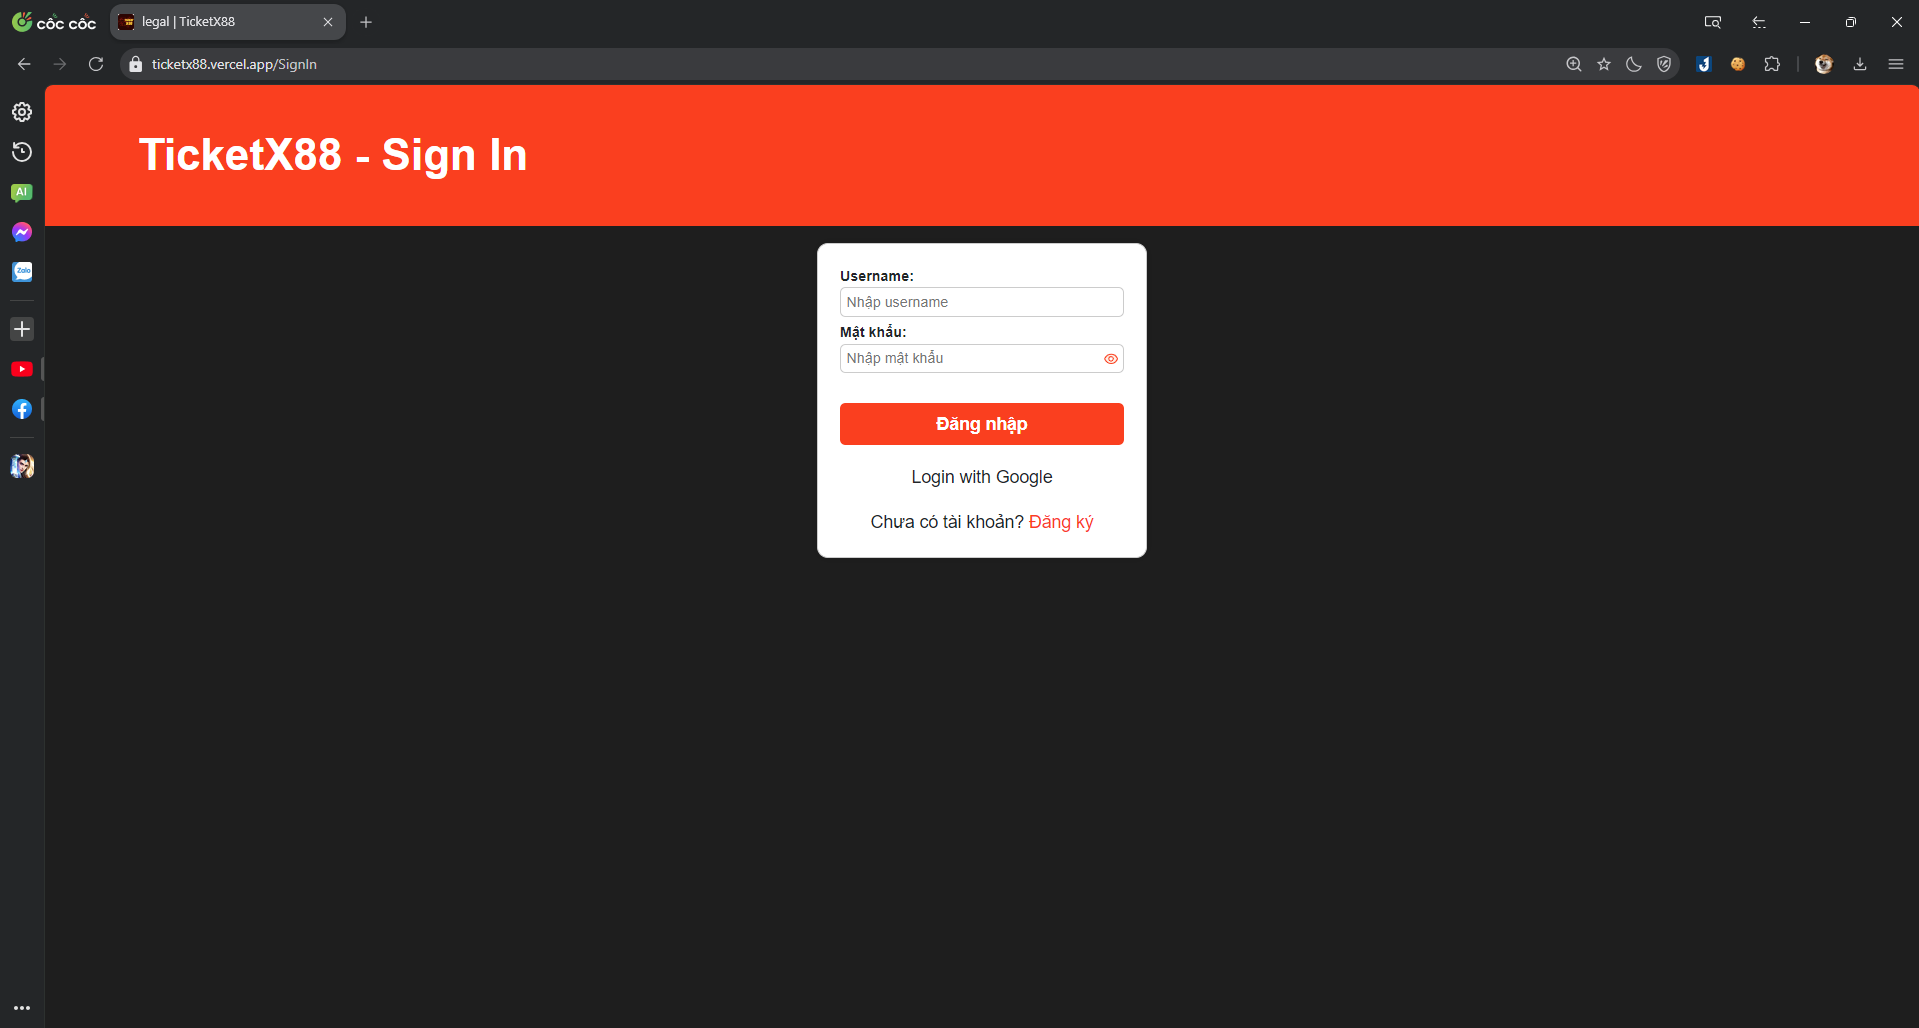 cốc cốc
legal | TicketX88
ticketx88.vercel.app/SignIn
AI
Zalo
TicketX88 - Sign In
Username:
Nhập username
Mật khẩu:
Nhập mật khẩu
Đăng nhập
Login with Google
Chưa có tài khoản? Đăng ký